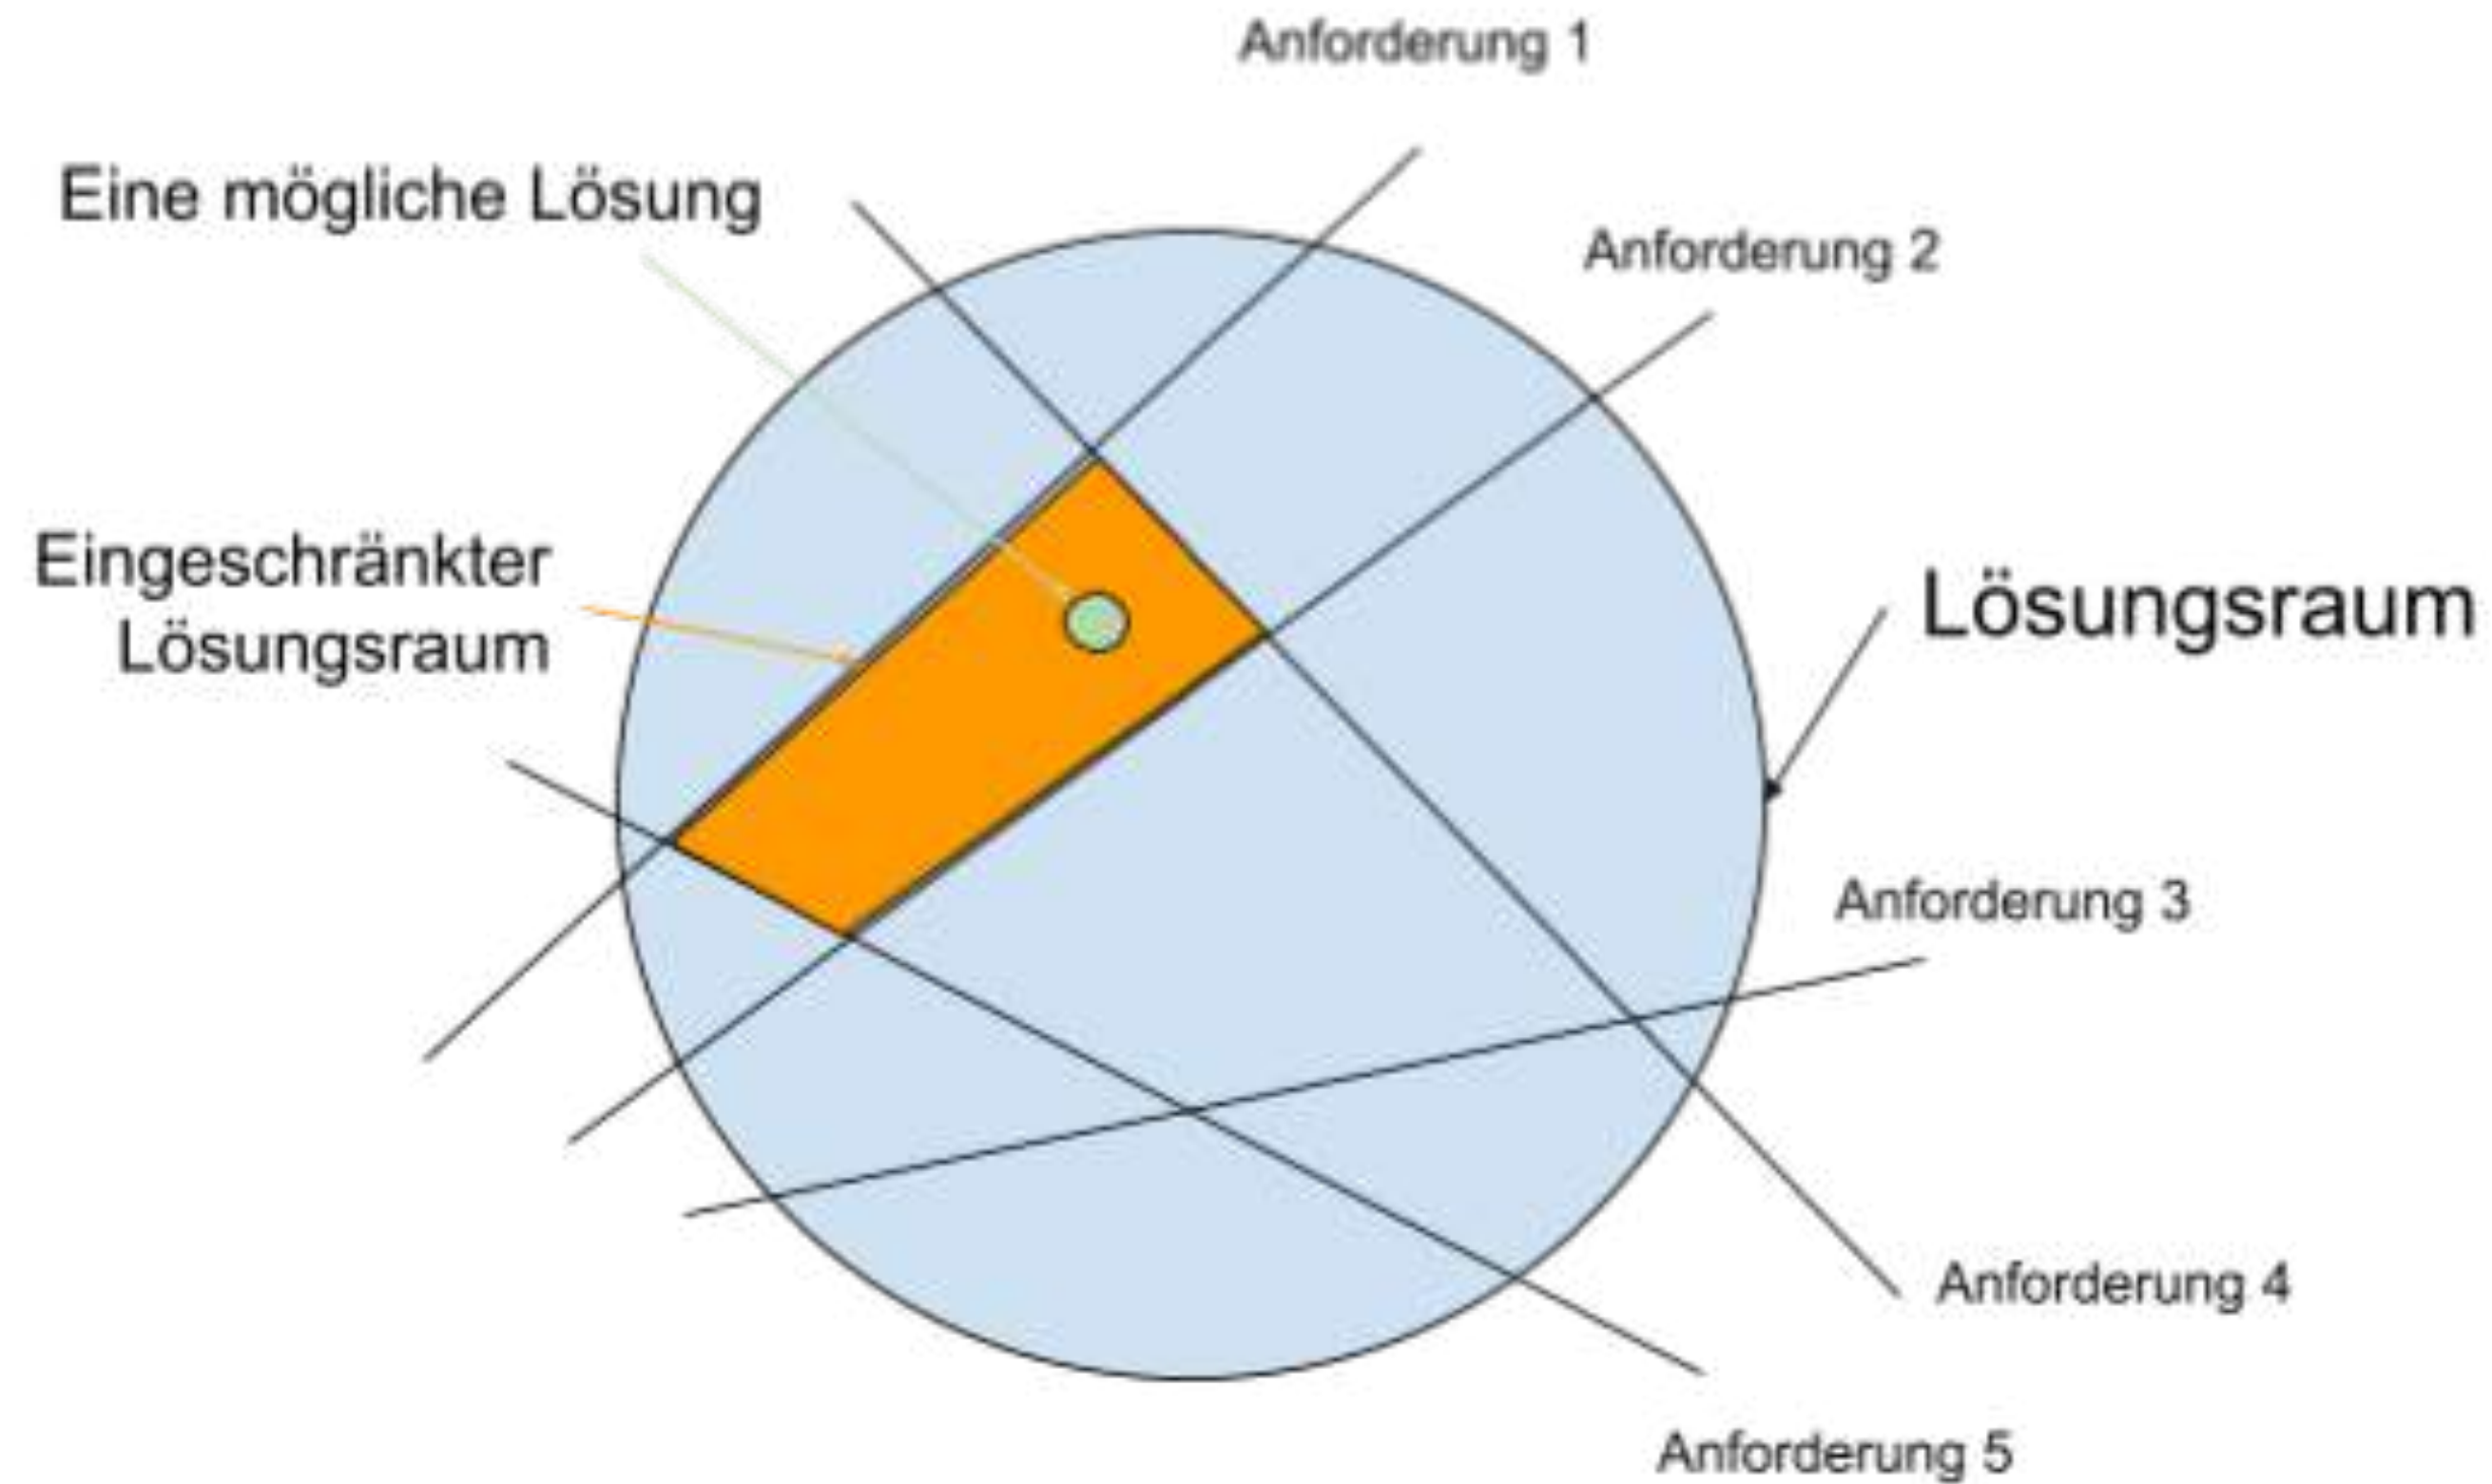 Anforderung 1
Eine mögliche Lösung
Anforderung 2
Eingeschränkter
Lösungsraum
Lösungsraum
Anforderung 3
Anforderung 4
Anforderung 5